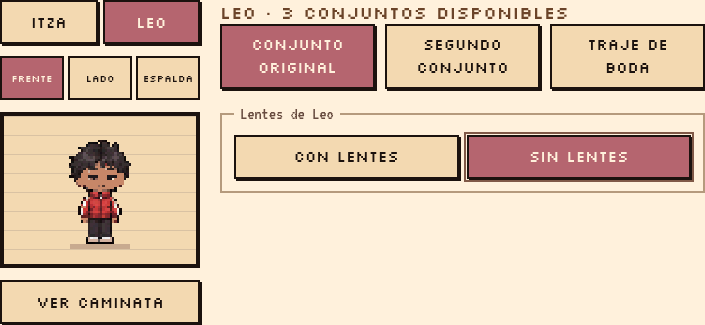 ITZA
LEO
FRENTE
LADO
ESPALDA
VER CAMINATA
LEO · 3 CONJUNTOS DISPONIBLES
CONJUNTO
ORIGINAL
SEGUNDO
CONJUNTO
TRAJE DE
BODA
Lentes de Leo
CON LENTES
SIN LENTES